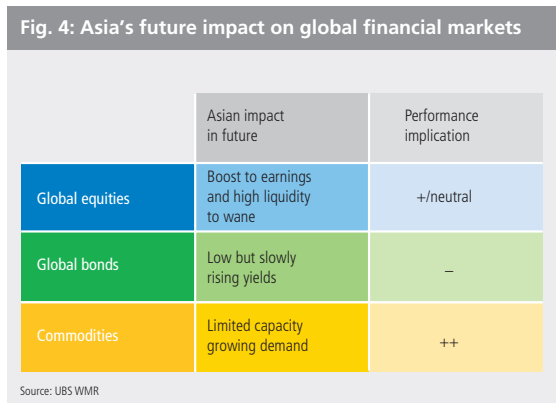 Fig. 4: Asia’s future impact on global financial markets
Asian impact
in future
Performance
implication
Global equities
Boost to earnings
and high liquidity
to wane
+/neutral
Global bonds
Low but slowly
rising yields
–
Commodities
Limited capacity
growing demand
++
Source: UBS WMR